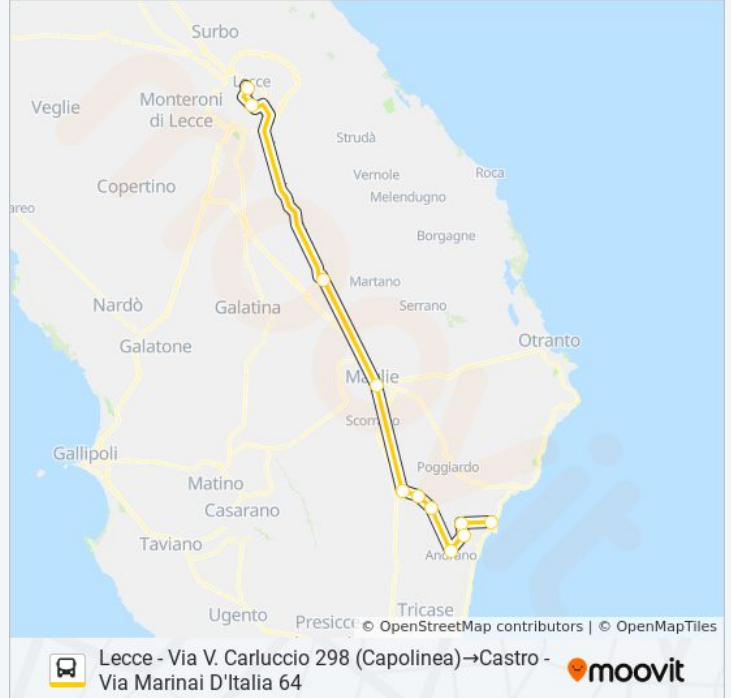 Surbo
Lecce
Veglie
Monteroni
di Lecce
Strudà
Vernole
Roca
Copertino
Melendugno
areo
Borgagne
Martano
Nardò
Galatina
Serrano
Galatone
Otranto
Maglie
Gallipoli
Poggiardo
Matino
Casarano
Taviano
Andrano
Ugento
Presicce
Tricase
© OpenStreetMap contributors | © OpenMapTiles
Lecce - Via V. Carluccio 298 (Capolinea)→Castro -
Via Marinai D'Italia 64
moovit